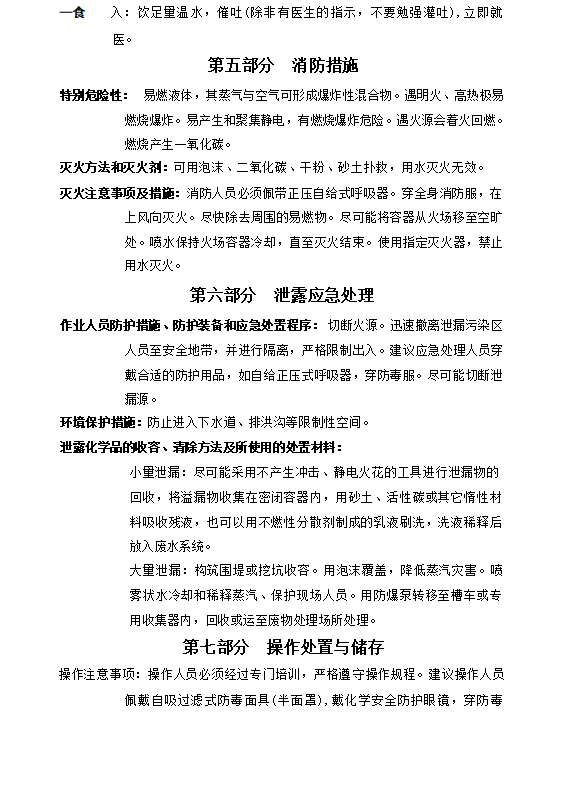 一食 入：饮足量温水，催吐(除非有医生的指示，不要勉强灌吐),立即就
医。
第五部分 消防措施
特别危险性： 易燃液体，其蒸气与空气可形成爆炸性混合物。遇明火、高热极易
燃烧爆炸。易产生和聚集静电，有燃烧爆炸危险。遇火源会着火回燃。
燃烧产生一氧化碳。
灭火方法和灭火剂：可用泡沫、二氧化碳、干粉、砂土扑救，用水灭火无效。
灭火注意事项及措施：消防人员必须佩带正压自给式呼吸器。穿全身消防服，在
上风向灭火。尽快除去周围的易燃物。尽可能将容器从火场移至空旷
处。喷水保持火场容器冷却，直至灭火结束。使用指定灭火器，禁止
用水灭火。
第六部分 泄露应急处理
作业人员防护措施、防护装备和应急处置程序： 切断火源。迅速撤离泄漏污染区
人员至安全地带，并进行隔离，严格限制出入。建议应急处理人员穿
戴合适的防护用品，如自给正压式呼吸器，穿防毒服。尽可能切断泄
漏源。
环境保护措施：防止进入下水道、排洪沟等限制性空间。
泄露化学品的收容、清除方法及所使用的处置材料：
小量泄漏：尽可能采用不产生冲击、静电火花的工具进行泄漏物的
回收，将溢漏物收集在密闭容器内，用砂土、活性碳或其它惰性材
料吸收残液，也可以用不燃性分散剂制成的乳液刷洗，洗液稀释后
放入废水系统。
大量泄漏：构筑围堤或挖坑收容。用泡沫覆盖，降低蒸汽灾害。喷
雾状水冷却和稀释蒸汽、保护现场人员。用防爆泵转移至槽车或专
用收集器内，回收或运至废物处理场所处理。
第七部分 操作处置与储存
操作注意事项：操作人员必须经过专门培训，严格遵守操作规程。建议操作人员
佩戴自吸过滤式防毒面具(半面罩),戴化学安全防护眼镜，穿防毒